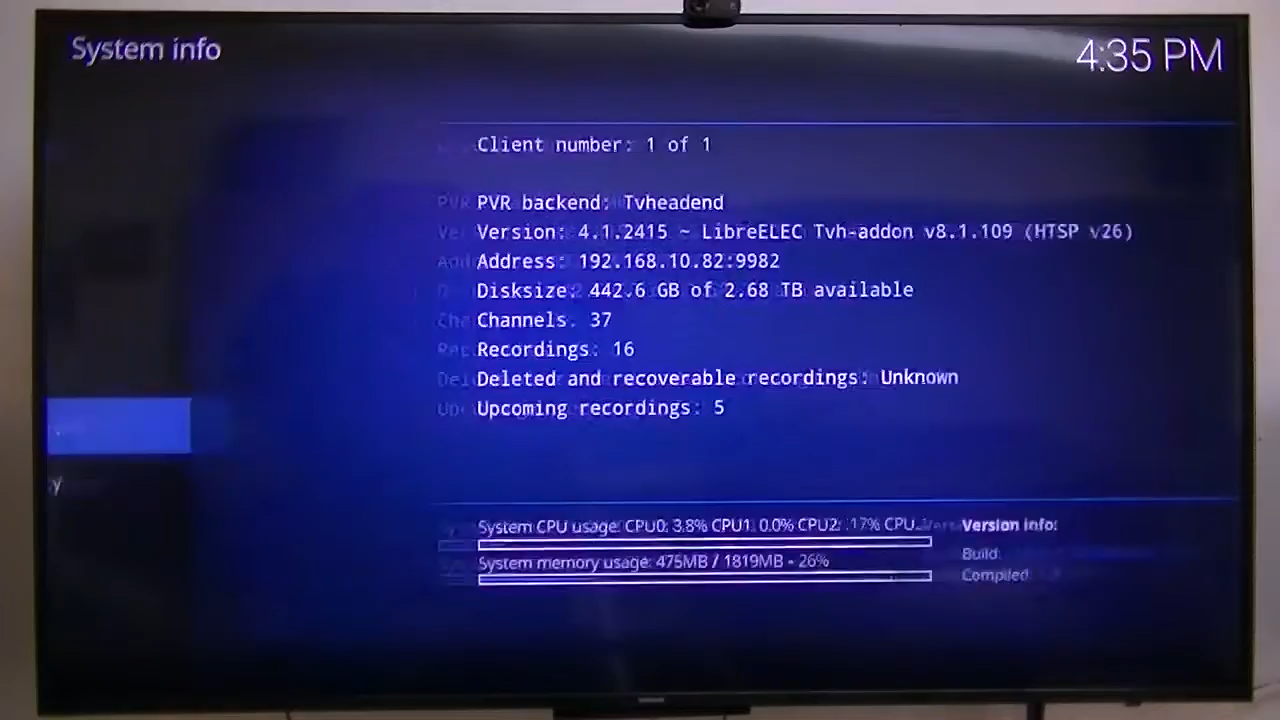 System info
4:35 PM
Client number: 1 of 1
PVR backend: Tvheadend
Version: 4.1.2415 ~ LibreELEC Tvh-addon v8.1.109 (HTSP v26)
Address: 192.168.10.82:9982
Disksize: 442.6 GB of 2.68 TB available
Channels: 37
Recordings: 16
Deleted and recoverable recordings: Unknown
Upcoming recordings: 5
System CPU usage: CPU0: 3.8% CPU1: 0.0% CPU2: .17% CPU...
System memory usage: 475MB / 1819MB - 26%
Version info:
Build:
Compiled: